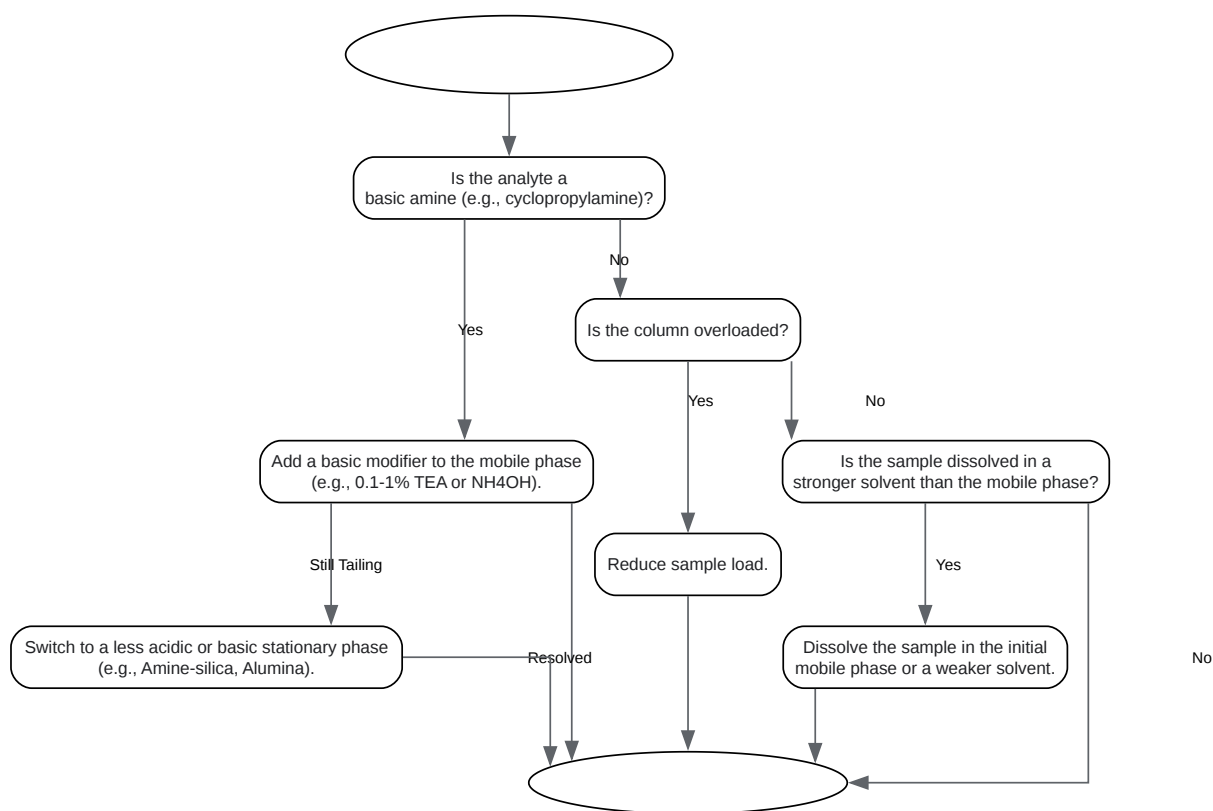 Is the analyte a
basic amine (e.g., cyclopropylamine)?
No
Is the column overloaded?
Yes
Yes
No
Add a basic modifier to the mobile phase
(e.g., 0.1-1% TEA or NH4OH).
Is the sample dissolved in a
stronger solvent than the mobile phase?
Still Tailing
Reduce sample load.
Yes
Switch to a less acidic or basic stationary phase
(e.g., Amine-silica, Alumina).
Resolved
Dissolve the sample in the initial
mobile phase or a weaker solvent.
No